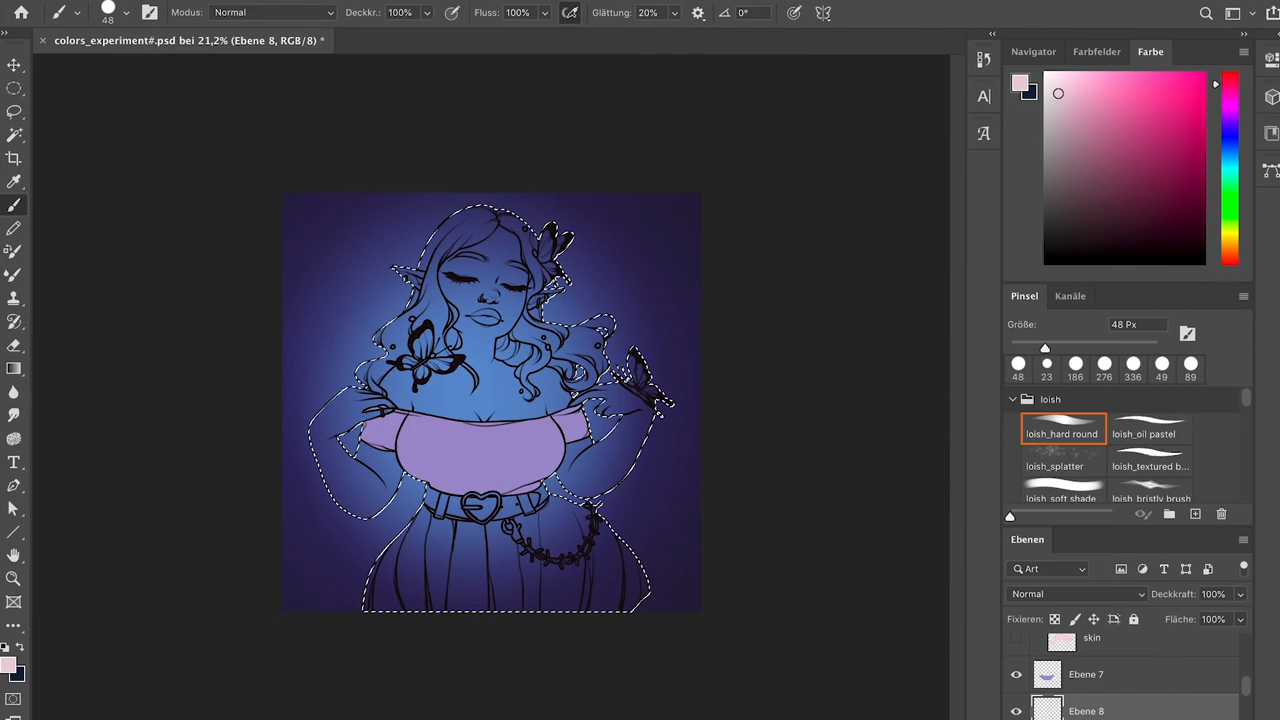 48
Modus: Normal
Deckkr.: 100%
Fluss: 100%
Glättung: 20%
0°
× colors_experiment#.psd bei 21,2% (Ebene 8, RGB/8) *
Navigator Farbfelder Farbe
Pinsel Kanäle
Größe: 48 Px
48 23 186 276 336 49 89
loish
loish_hard round loish_oil pastel
loish_splatter loish_textured b...
loish_soft shade loish_bristly brush
Ebenen
Art
Normal Deckkraft: 100%
Fixieren: Fläche: 100%
skin
Ebene 7
Ebene 8